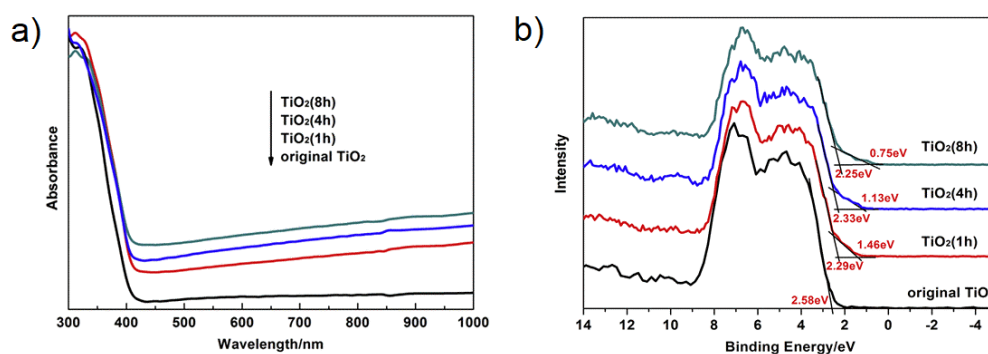 a)
Absorbance
TiO₂(8h)
TiO₂(4h)
TiO₂(1h)
original TiO₂
300 400 500 600 700 800 900 1000
Wavelength/nm
b)
Intensity
0.75eV
TiO₂(8h)
2.25eV
1.13eV
TiO₂(4h)
2.33eV
1.46eV
TiO₂(1h)
2.29eV
2.58eV
original TiO
14 12 10 8 6 4 2 0 -2 -4
Binding Energy/eV